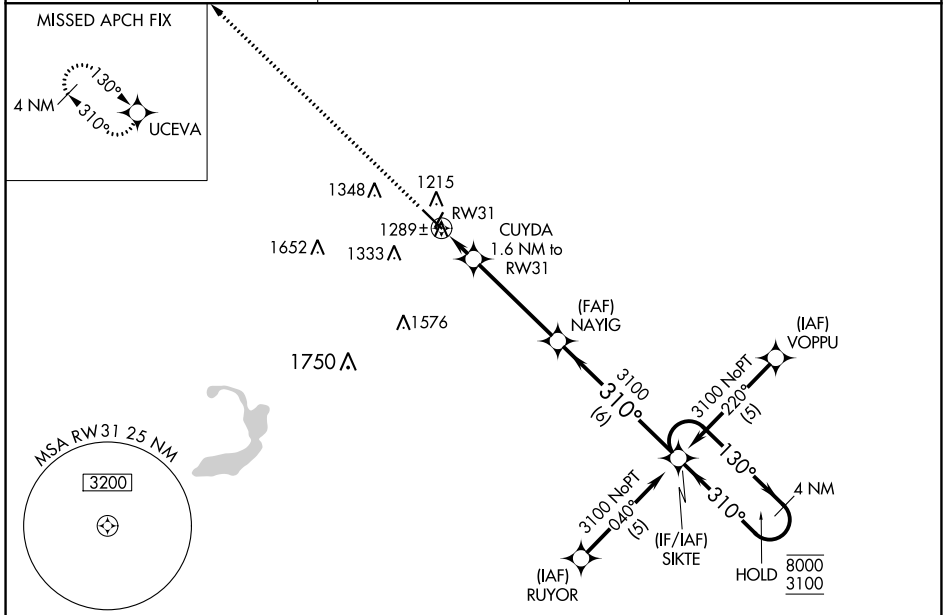 MISSED APCH FIX
4 NM
130°
310°
UCEVA
1348
1215
RW31
1289±
1652
1333
CUYDA
1.6 NM to
RW31
1576
1750
(FAF)
NAYIG
(IAF)
VOPPU
3100
310°
(6)
3100 NoPT
220°
(5)
MSA RW31 25 NM
3200
130°
310°
4 NM
3100 NoPT
040°
(5)
(IF/IAF)
SIKTE
(IAF)
RUYOR
HOLD
8000
3100